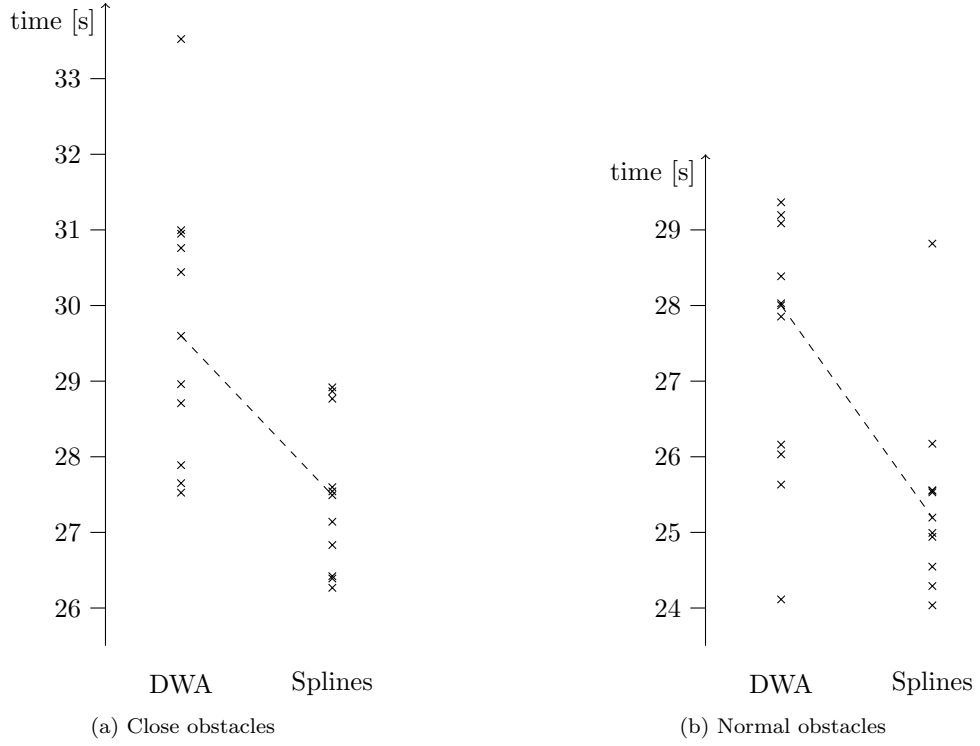 time [s]
33
32
31
30
29
28
27
26
DWA
Splines
(a) Close obstacles
time [s]
29
28
27
26
25
24
DWA
Splines
(b) Normal obstacles